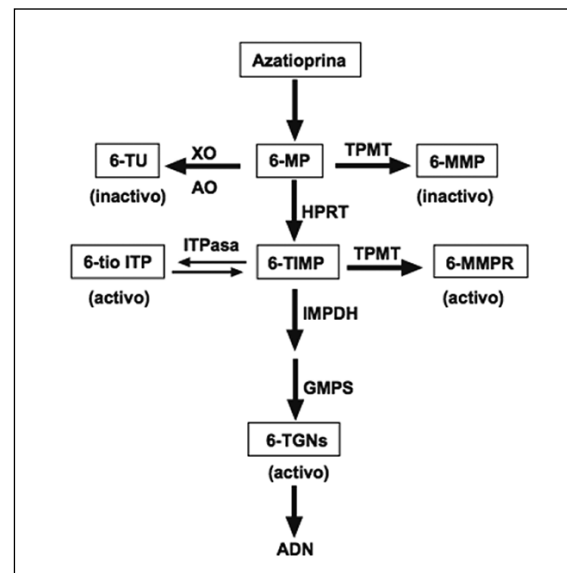 Azatioprina
6-TU
XO
AO
6-MP
TPMT
6-MMP
(inactivo)
(inactivo)
HPRT
6-tio ITP
ITPasa
6-TIMP
TPMT
6-MMPR
(activo)
(activo)
IMPDH
GMPS
6-TGNs
(activo)
ADN